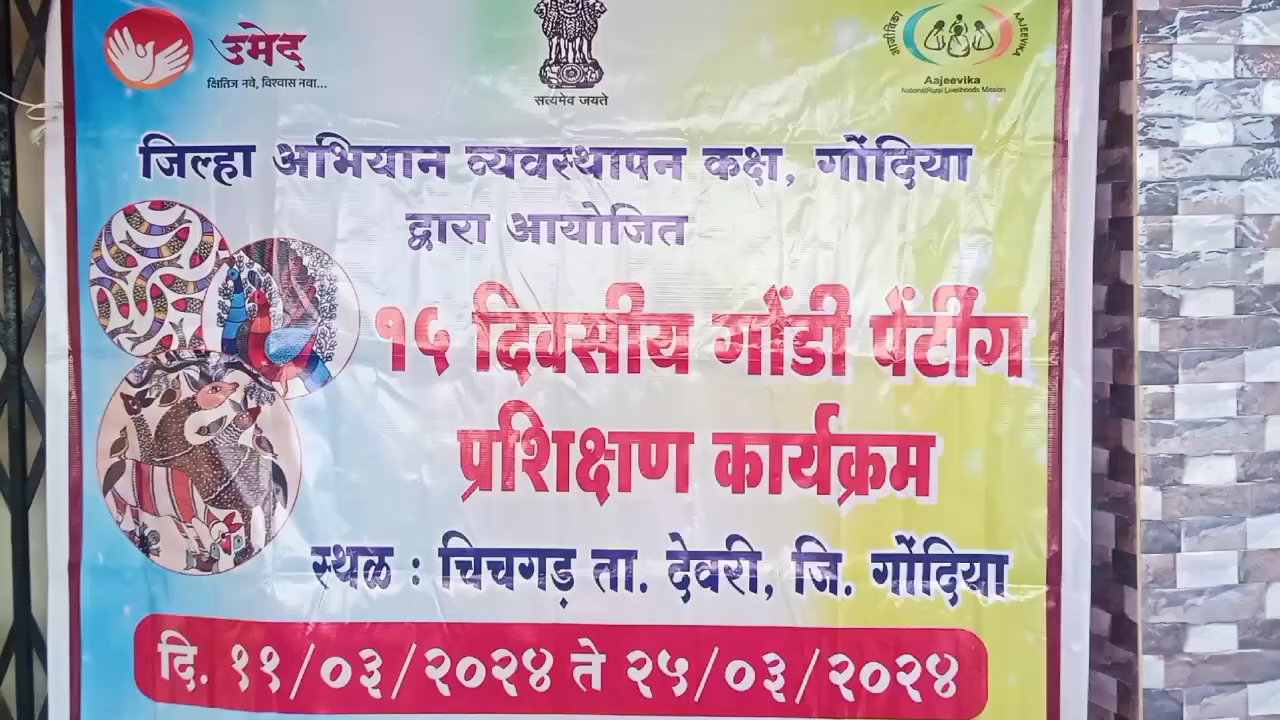 उमेद
क्षितिज नवे, विश्वास नवा...
सत्यमेव जयते
आजीविका
AAJEEVIKA
Aajeevika
National Rural Livelihoods Mission
जिल्हा अभियान व्यवस्थापन कक्ष, गोंदिया
द्वारा आयोजित
१५ दिवसीय गोंडी पेंटींग
प्रशिक्षण कार्यक्रम
स्थळ : चिचगड़ ता. देवरी, जि. गोंदिया
दि. ११/०३/२०२४ ते २५/०३/२०२४